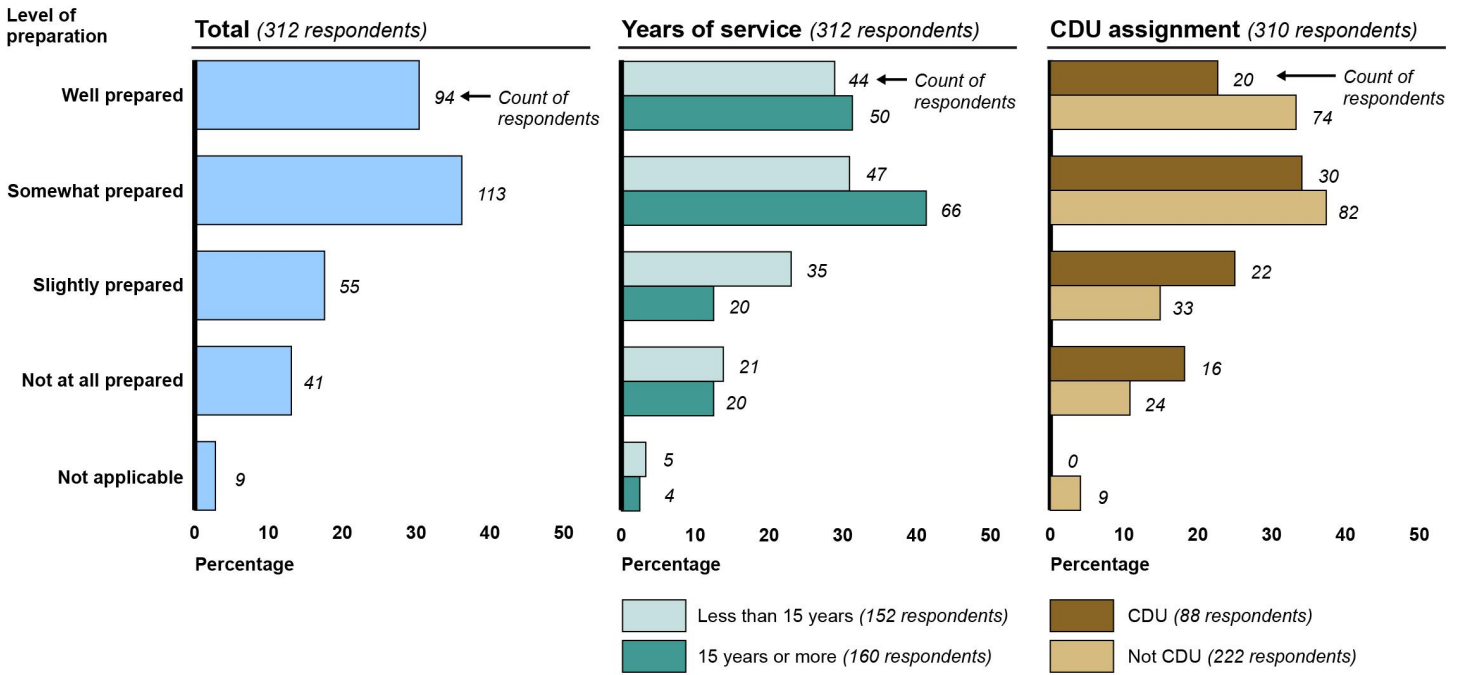 Level of
preparation
Total (312 respondents)
Well prepared
94
Count of
respondents
Somewhat prepared
113
Slightly prepared
55
Not at all prepared
41
Not applicable
9
0 10 20 30 40 50
Percentage
Years of service (312 respondents)
44
Count of
respondents
50
47
66
35
20
21
20
5
4
0 10 20 30 40 50
Percentage
Less than 15 years (152 respondents)
15 years or more (160 respondents)
CDU assignment (310 respondents)
20
Count of
respondents
74
30
82
22
33
16
24
0
9
0 10 20 30 40 50
Percentage
CDU (88 respondents)
Not CDU (222 respondents)